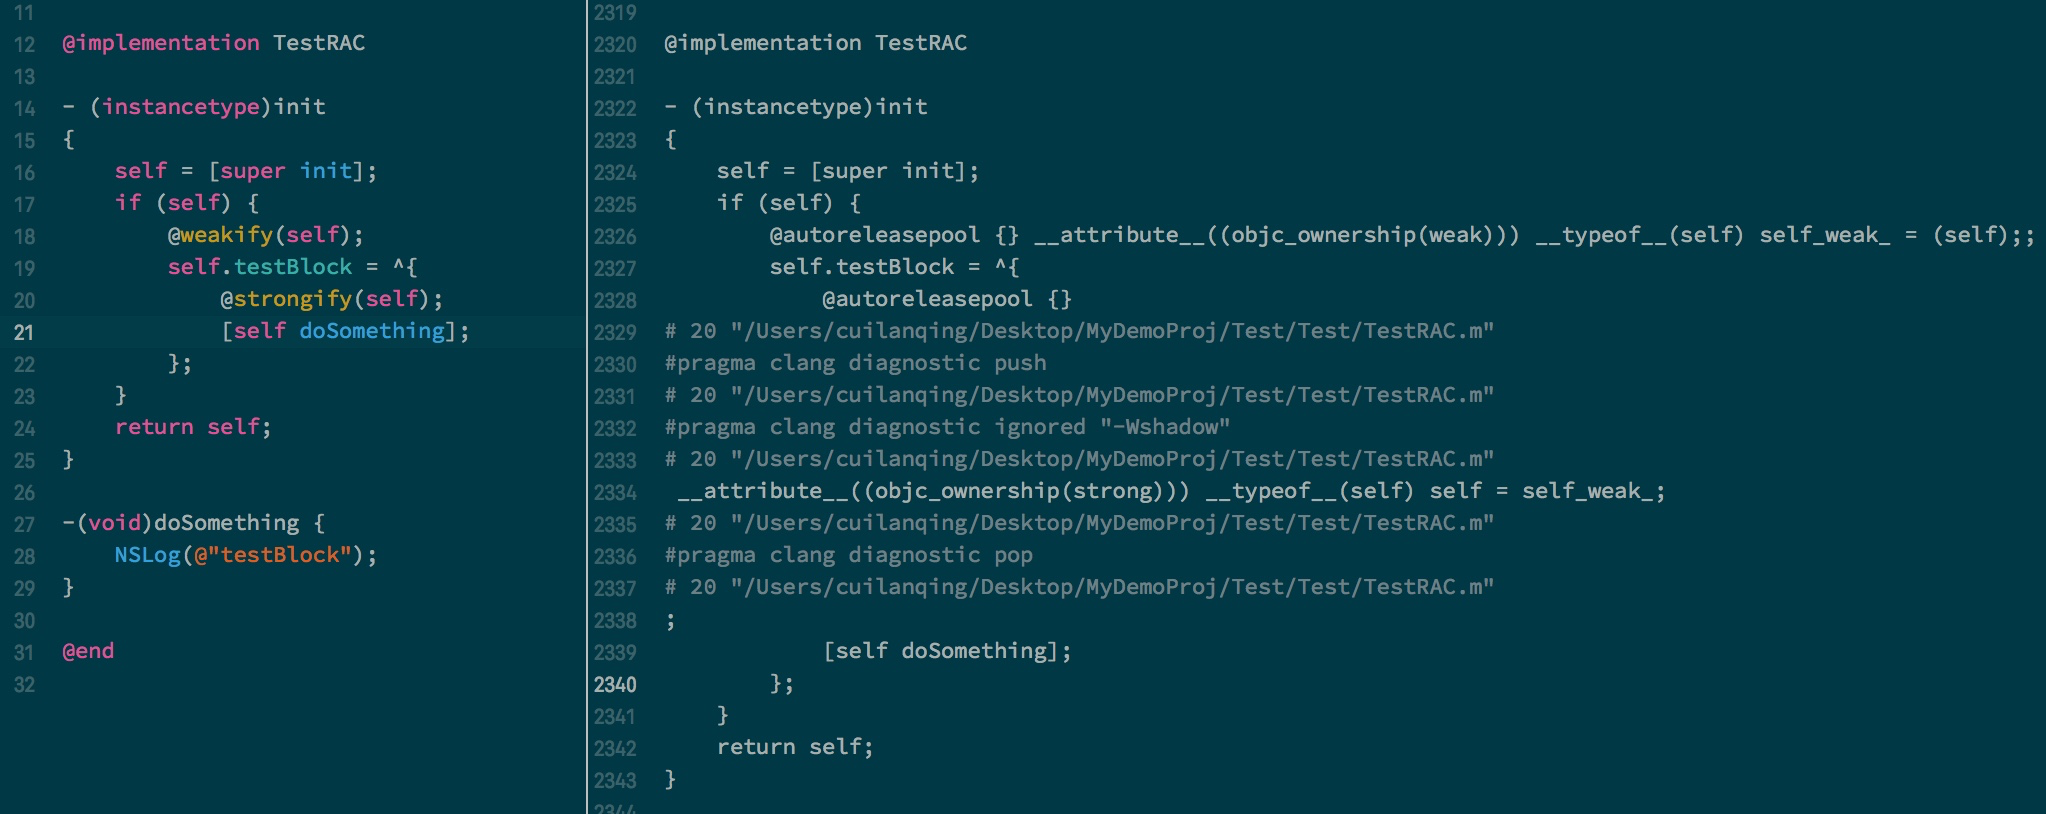 11
12 @implementation TestRAC
13
14 - (instancetype)init
15 {
16     self = [super init];
17     if (self) {
18         @weakify(self);
19         self.testBlock = ^{
20             @strongify(self);
21             [self doSomething];
22         };
23     }
24     return self;
25 }
26
27 -(void)doSomething {
28     NSLog(@"testBlock");
29 }
30
31 @end
32
2319
2320 @implementation TestRAC
2321
2322 - (instancetype)init
2323 {
2324     self = [super init];
2325     if (self) {
2326         @autoreleasepool {} __attribute__((objc_ownership(weak))) __typeof__(self) self_weak_ = (self);;
2327         self.testBlock = ^{
2328             @autoreleasepool {}
2329 # 20 "/Users/cuilanqing/Desktop/MyDemoProj/Test/Test/TestRAC.m"
2330 #pragma clang diagnostic push
2331 # 20 "/Users/cuilanqing/Desktop/MyDemoProj/Test/Test/TestRAC.m"
2332 #pragma clang diagnostic ignored "-Wshadow"
2333 # 20 "/Users/cuilanqing/Desktop/MyDemoProj/Test/Test/TestRAC.m"
2334  __attribute__((objc_ownership(strong))) __typeof__(self) self = self_weak_;
2335 # 20 "/Users/cuilanqing/Desktop/MyDemoProj/Test/Test/TestRAC.m"
2336 #pragma clang diagnostic pop
2337 # 20 "/Users/cuilanqing/Desktop/MyDemoProj/Test/Test/TestRAC.m"
2338 ;
2339             [self doSomething];
2340         };
2341     }
2342     return self;
2343 }
2344